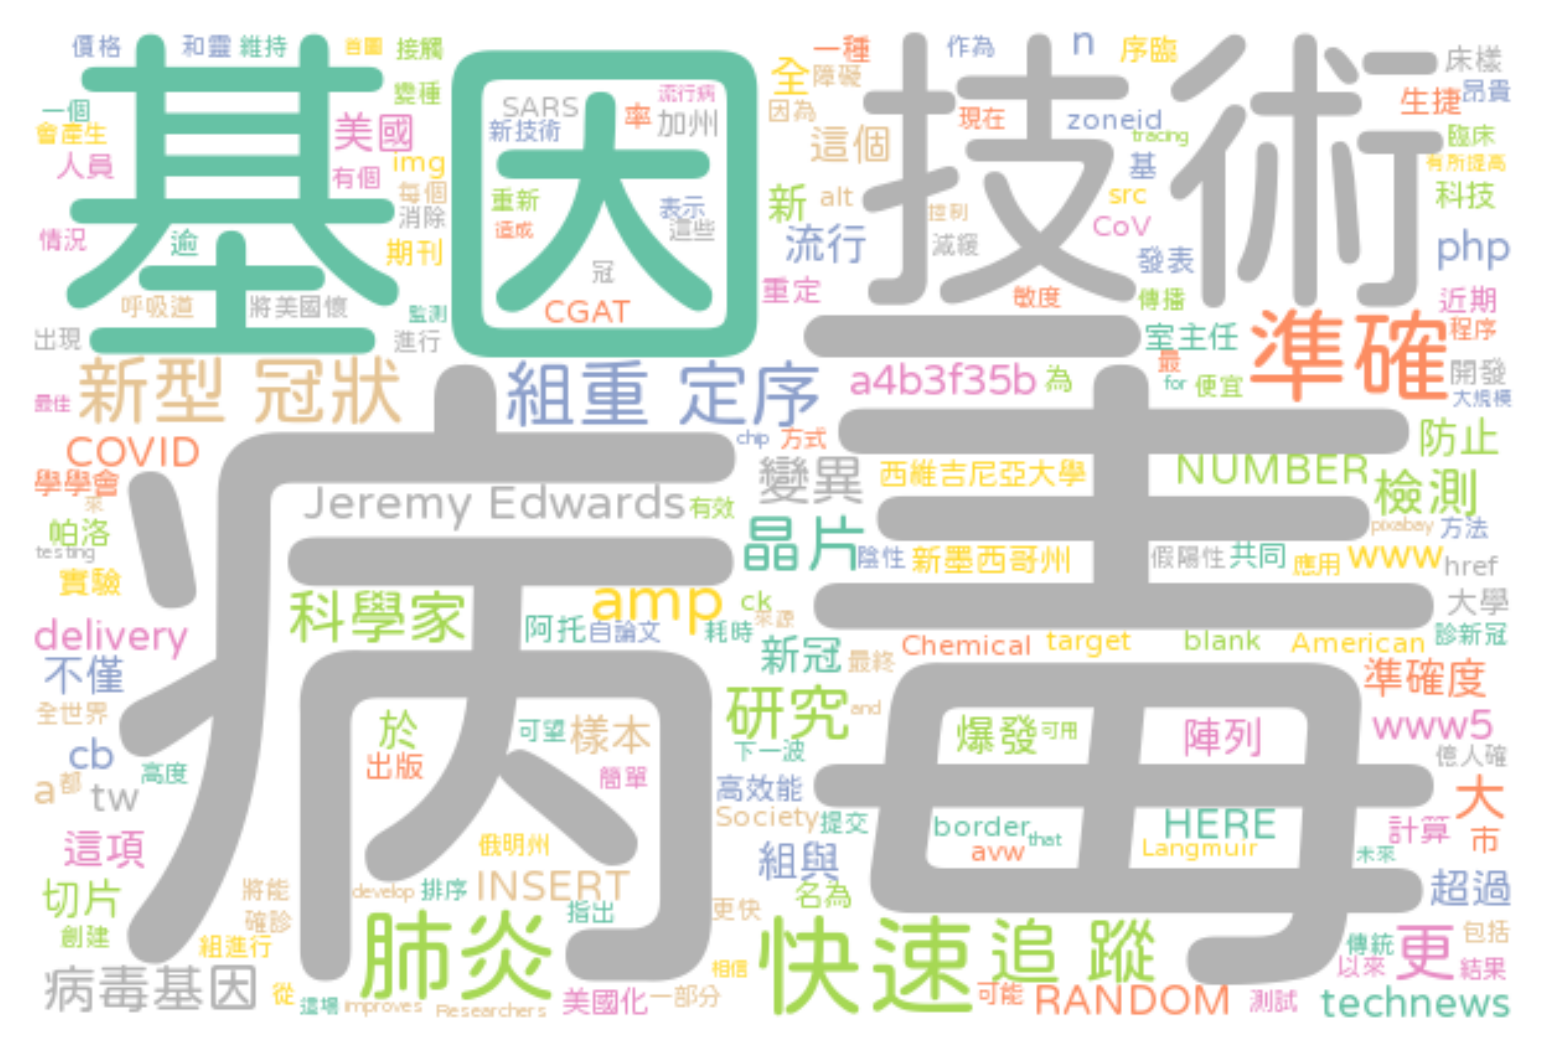 價格 和靈 維持 首圖 接觸 一種 作為 n 序臨 床樣
全 障礙 生捷 昂貴
一個 變種 SARS 流行病 因為 現在 zoneid
會產生 美國 新技術 率 加州 這個 tracing 臨床
人員 img 基 有所提高
有個 每個 重新 表示 新 alt src 科技
消除 造成 這些 控制 CoV
情況 逾 期刊 冠 流行 減緩 發表 php
基因 技術
呼吸道 將美國懷 監測 CGAT 重定 敏度 傳播 近期
出現 進行 室主任 準確 程序
新型 冠狀 組重 定序 a4b3f35b 為 最 開發
最佳 for 便宜 大規模
COVID chip 方式 防止
學學會 變異 西維吉尼亞大學 NUMBER 檢測
來 Jeremy Edwards 有效
帕洛 pixabay 方法
testing 晶片 陰性 新墨西哥州 假陽性 共同 應用 www href
實驗
病毒
科學家 amp ck 大學
delivery 阿托 自論文 耗時 來源 Chemical target blank American 診新冠
不僅 新冠 最終 準確度
全世界 於 可望 樣本 研究 and 爆發 可用 陣列 www5
cb 高度 出版 簡單 下一波 億人確
a 都 tw 高效能 大
這項 俄明州 Society 提交 border that HERE 計算 市
組與 avw Langmuir 未來
切片 將能 develop 排序 INSERT 名為 超過
創建 確診 指出 更快
組進行 肺炎 快速 追 蹤 傳統 更 包括
病毒基因 從 相信 以來 結果
這場 improves Researchers 美國化 一部分 可能 RANDOM 測試 technews